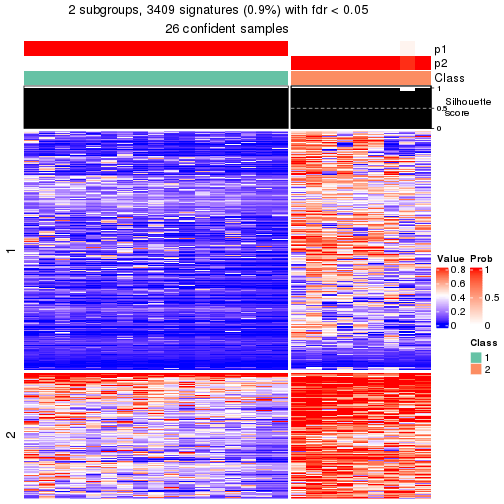 2 subgroups, 3409 signatures (0.9%) with fdr < 0.05
26 confident samples
p1
p2
Class
1
0.5
0
Silhouette
score
1
2
Value
0.8
0.6
0.4
0.2
0
Prob
1
0.5
0
Class
1
2